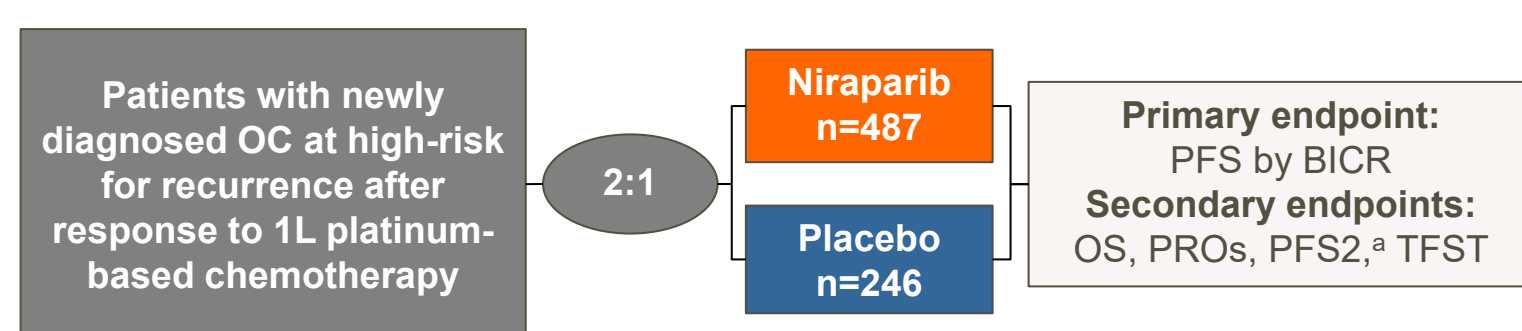 Patients with newly
diagnosed OC at high-risk
for recurrence after
response to 1L platinum-
based chemotherapy
2:1
Niraparib
n=487
Placebo
n=246
Primary endpoint:
PFS by BICR
Secondary endpoints:
OS, PROs, PFS2,ᵃ TFST